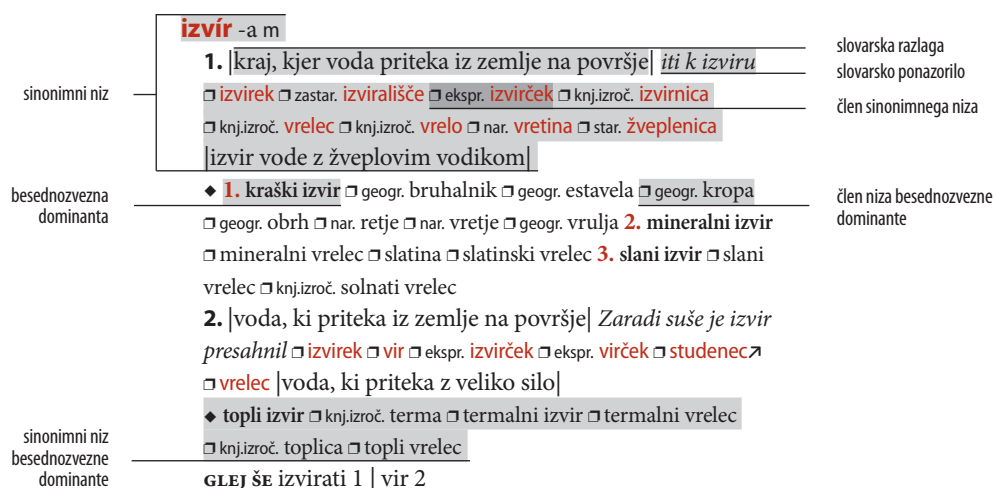 izvír -a m
1. |kraj, kjer voda priteka iz zemlje na površje| iti k izviru
❒ izvirek ❒ zastar. izvirališče ❒ ekspr. izvirček ❒ knj.izroč. izvirnica
❒ knj.izroč. vrelec ❒ knj.izroč. vrelo ❒ nar. vretina ❒ star. žveplenica
|izvir vode z žveplovim vodikom|
◆ 1. kraški izvir ❒ geogr. bruhalnik ❒ geogr. estavela ❒ geogr. kropa
❒ geogr. obrh ❒ nar. retje ❒ nar. vretje ❒ geogr. vrulja 2. mineralni izvir
❒ mineralni vrelec ❒ slatina ❒ slatinski vrelec 3. slani izvir ❒ slani
vrelec ❒ knj.izroč. solnati vrelec
2. |voda, ki priteka iz zemlje na površje| Zaradi suše je izvir
presahnil ❒ izvirek ❒ vir ❒ ekspr. izvirček ❒ ekspr. virček ❒ studenec↗
❒ vrelec |voda, ki priteka z veliko silo|
◆ topli izvir ❒ knj.izroč. terma ❒ termalni izvir ❒ termalni vrelec
❒ knj.izroč. toplica ❒ topli vrelec
GLEJ ŠE izvirati 1 | vir 2
sinonimni niz
besednozvezna
dominanta
sinonimni niz
besednozvezne
dominante
slovarska razlaga
slovarsko ponazorilo
člen sinonimnega niza
člen niza besednozvezne
dominante